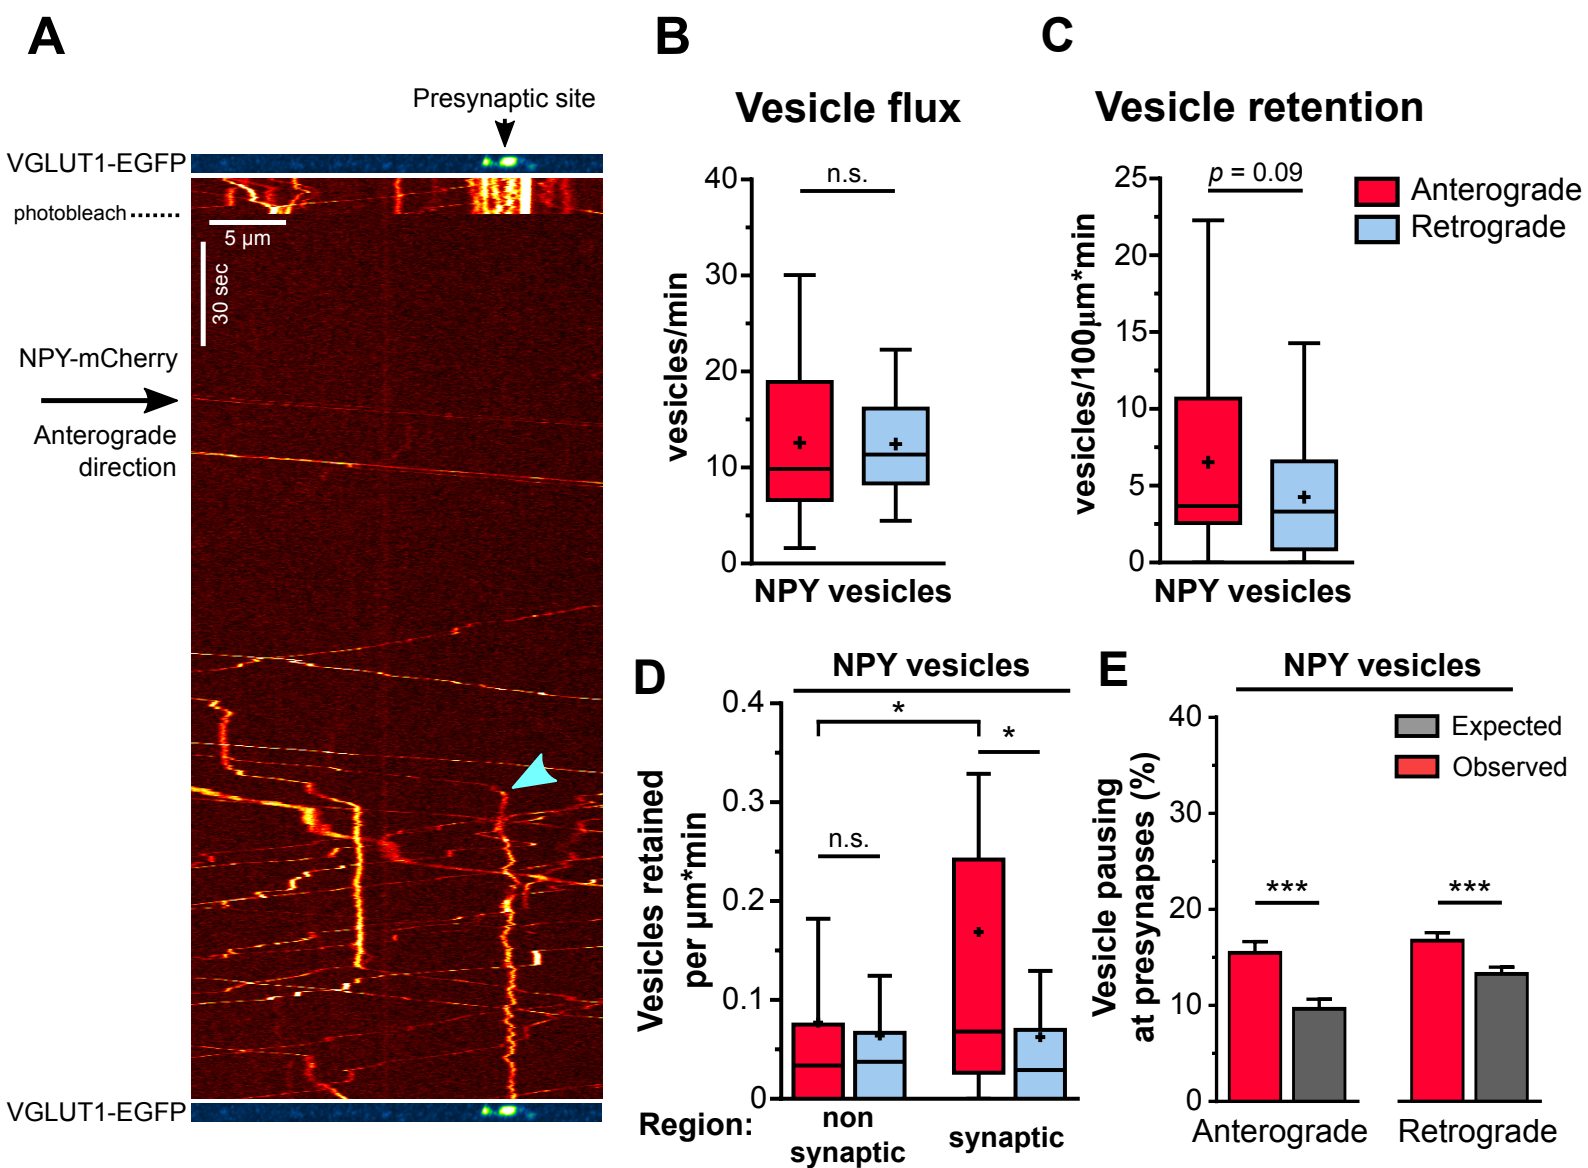 A
Presynaptic site
VGLUT1-EGFP
photobleach
5 µm
30 sec
NPY-mCherry
Anterograde
direction
VGLUT1-EGFP
B
Vesicle flux
vesicles/min
40
30
20
10
0
n.s.
NPY vesicles
C
Vesicle retention
vesicles/100µm*min
25
20
15
10
5
0
p = 0.09
NPY vesicles
Anterograde
Retrograde
D
NPY vesicles
Vesicles retained
per µm*min
0.4
0.3
0.2
0.1
0
*
*
n.s.
Region:
non
synaptic
synaptic
E
NPY vesicles
Vesicle pausing
at presynapses (%)
40
30
20
10
0
Expected
Observed
***
***
Anterograde
Retrograde